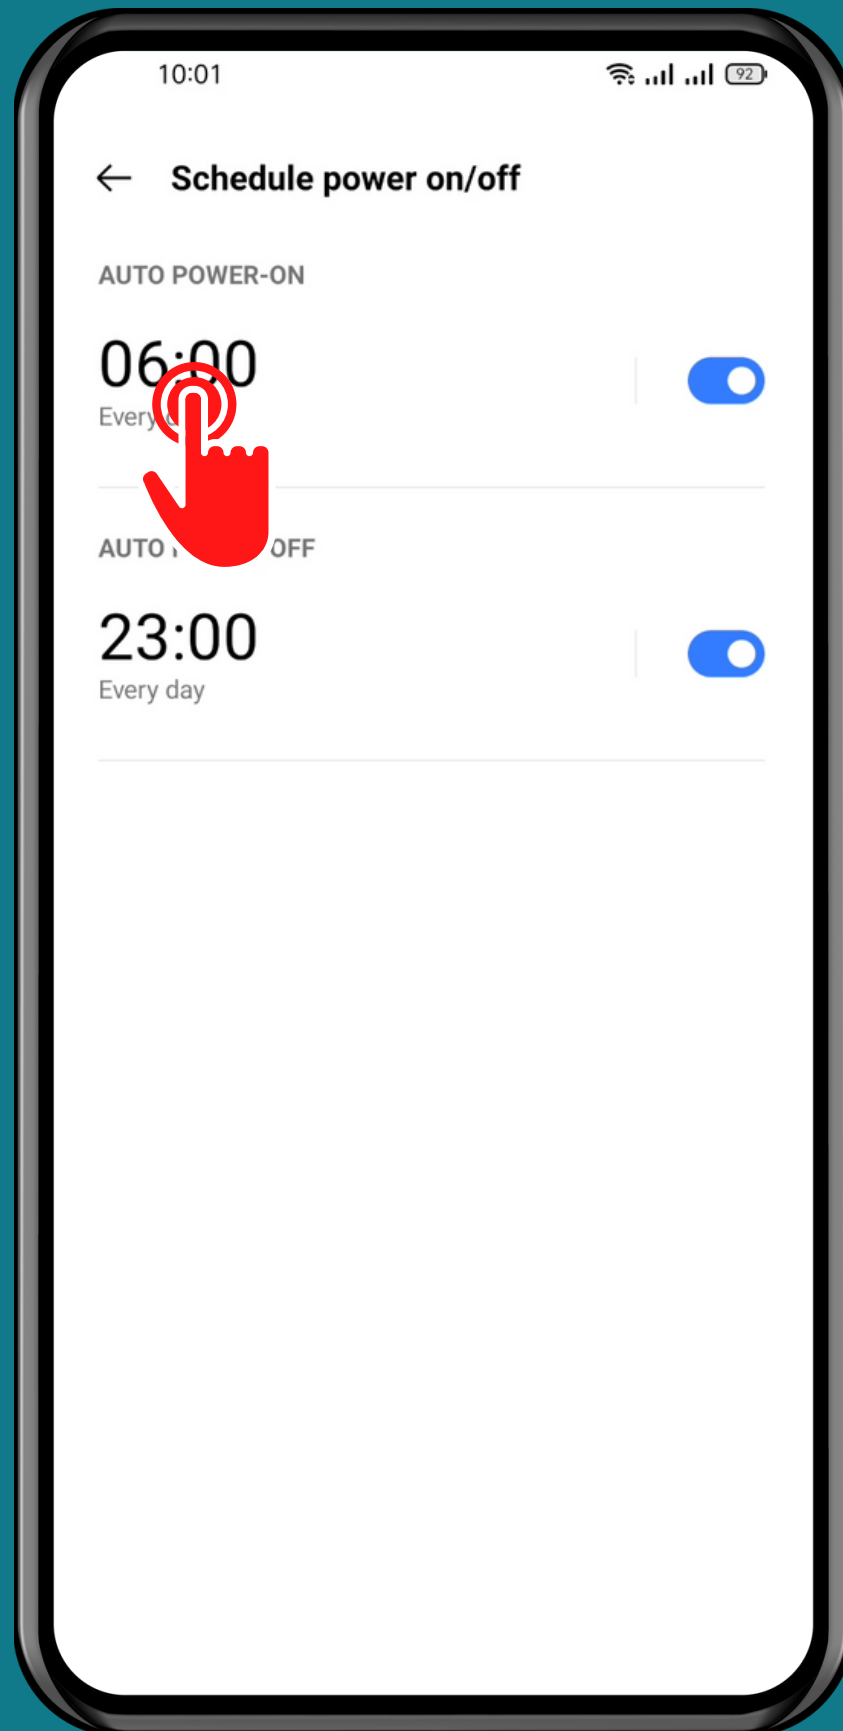 10:01
92
Schedule power on/off
AUTO POWER-ON
06:00
Every
AUTO OFF
23:00
Every day